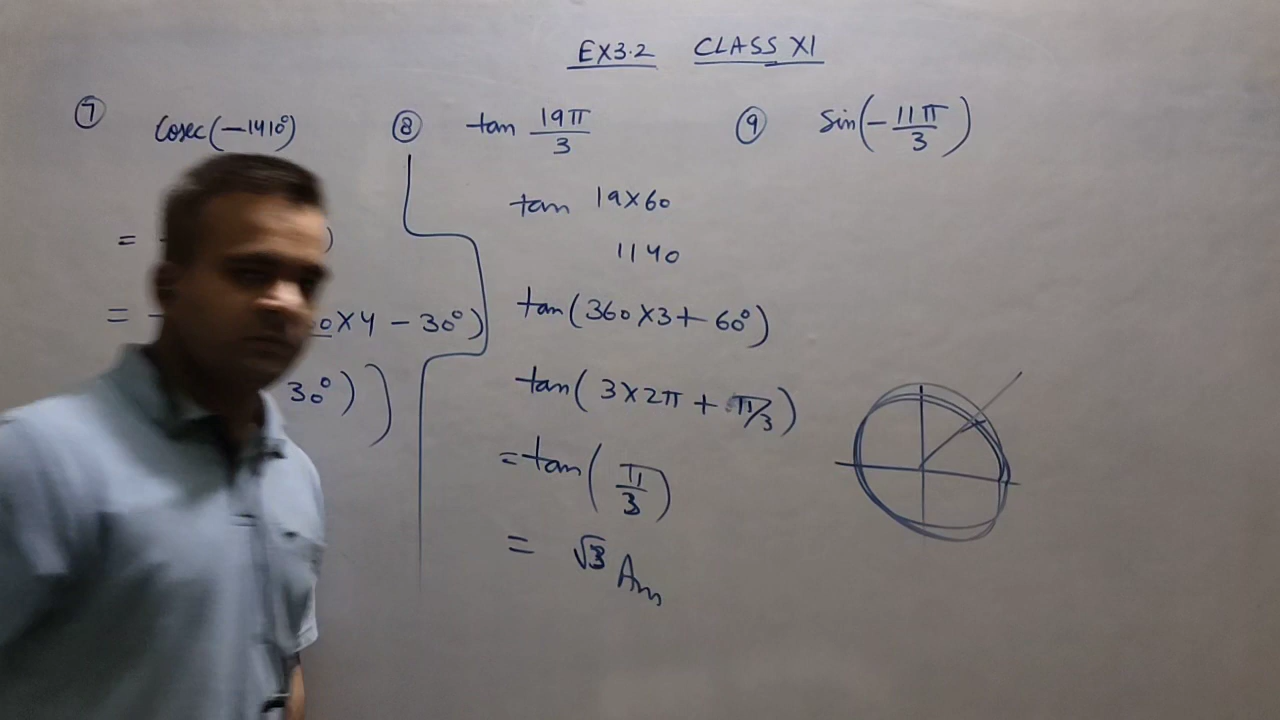 EX3.2 CLASS XI
⑦ Cosec(-1410°)
= )
= 0×4 - 30°)
30°))
⑧ tan 19π/3
tan 19×60
1140
tan(360×3+60°)
tan(3×2π+π/3)
=tan(π/3)
= √3 Ans
⑨ Sin(-11π/3)